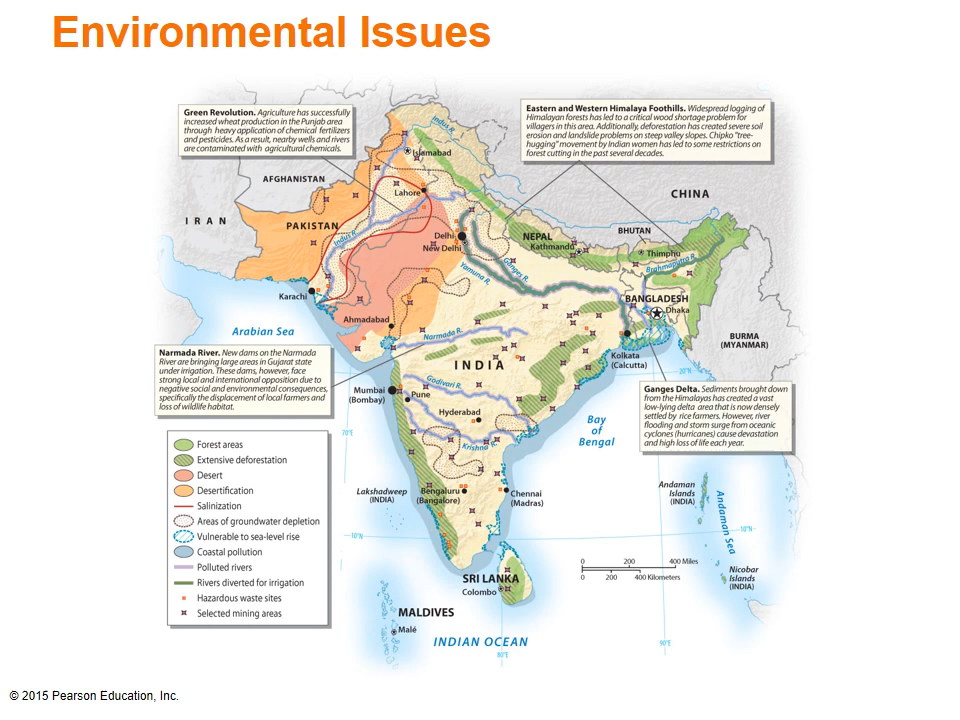 Environmental Issues
Green Revolution. Agriculture has successfully
increased wheat production in the Punjab area
through heavy application of chemical fertilizers
and pesticides. As a result, nearby wells and rivers
are contaminated with agricultural chemicals.
Eastern and Western Himalaya Foothills. Widespread logging of
Himalayan forests has led to a critical wood shortage problem for
villagers in this area. Additionally, deforestation has created severe soil
erosion and landslide problems on steep valley slopes. Chipko "tree-
hugging" movement by Indian women has led to some restrictions on
forest cutting in the past several decades.
Indus R.
Islamabad
AFGHANISTAN
Lahore
CHINA
IRAN
PAKISTAN
Indus R.
Delhi
New Delhi
NEPAL
Kathmandu
BHUTAN
Thimphu
Brahmaputra R.
Yamuna R.
Ganges R.
Karachi
BANGLADESH
Dhaka
Ahmadabad
Arabian Sea
Narmada R.
INDIA
BURMA
(MYANMAR)
Kolkata
(Calcutta)
20°N
Narmada River. New dams on the Narmada
River are bringing large areas in Gujarat state
under irrigation. These dams, however, face
strong local and international opposition due to
negative social and environmental consequences,
specifically the displacement of local farmers and
loss of wildlife habitat.
Mumbai
(Bombay)
Pune
Godivari R.
Hyderabad
Krishna R.
Bay
of
Bengal
Ganges Delta. Sediments brought down
from the Himalayas has created a vast
low-lying delta area that is now densely
settled by rice farmers. However, river
flooding and storm surge from oceanic
cyclones (hurricanes) cause devastation
and high loss of life each year.
70°E
Forest areas
Extensive deforestation
Desert
Desertification
Salinization
Areas of groundwater depletion
Vulnerable to sea-level rise
Coastal pollution
Polluted rivers
Rivers diverted for irrigation
Hazardous waste sites
Selected mining areas
Lakshadweep
(INDIA)
Bengaluru
(Bangalore)
Chennai
(Madras)
Andaman
Islands
(INDIA)
Andaman Sea
10°N
10°N
0 200 400 Miles
0 200 400 Kilometers
Nicobar
Islands
(INDIA)
SRI LANKA
Colombo
MALDIVES
Malé
INDIAN OCEAN
80°E
90°E
© 2015 Pearson Education, Inc.